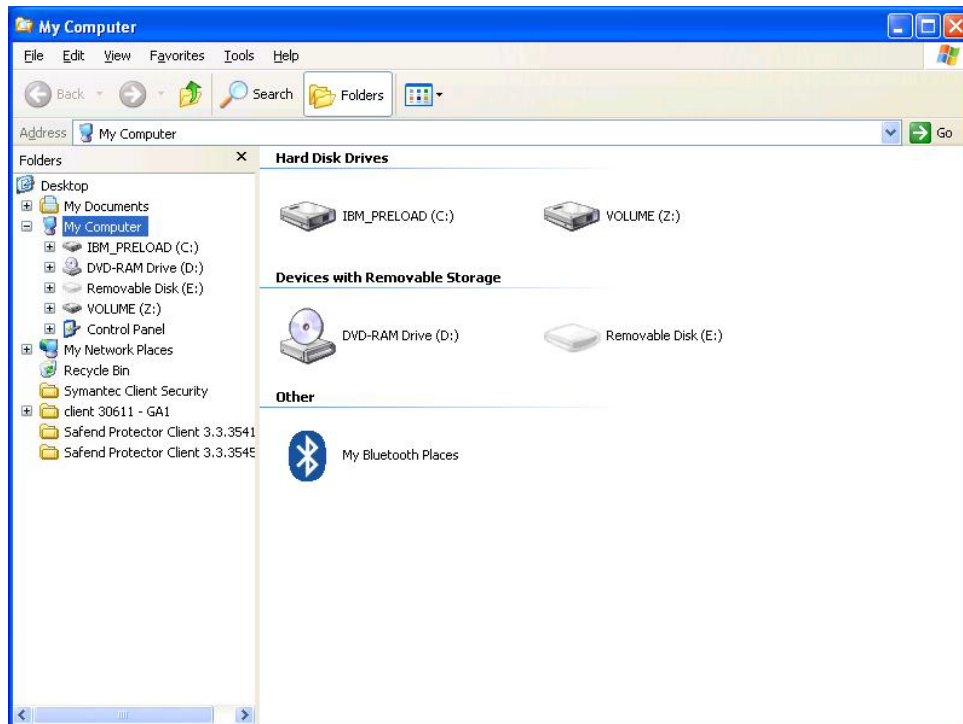 My Computer
File Edit View Favorites Tools Help
Back Search Folders
Address My Computer Go
Folders
Desktop
My Documents
My Computer
IBM_PRELOAD (C:)
DVD-RAM Drive (D:)
Removable Disk (E:)
VOLUME (Z:)
Control Panel
My Network Places
Recycle Bin
Symantec Client Security
client 30611 - GA1
Safend Protector Client 3.3.3541
Safend Protector Client 3.3.3545
Hard Disk Drives
IBM_PRELOAD (C:) VOLUME (Z:)
Devices with Removable Storage
DVD-RAM Drive (D:) Removable Disk (E:)
Other
My Bluetooth Places